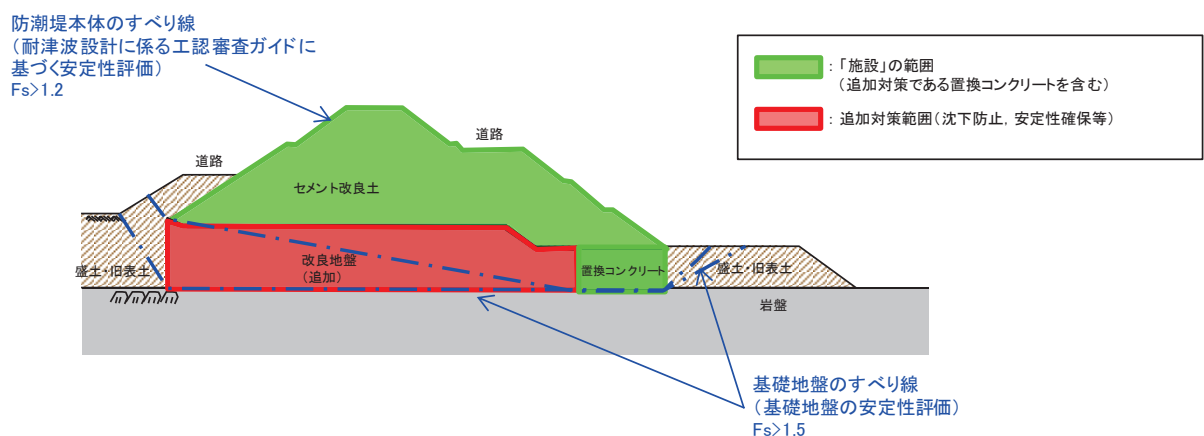 防潮堤本体のすべり線
(耐津波設計に係る工認審査ガイドに
基づく安定性評価)
Fs>1.2
:「施設」の範囲
(追加対策である置換コンクリートを含む)
:追加対策範囲(沈下防止, 安定性確保等)
道路
道路
セメント改良土
改良地盤
(追加)
置換コンクリート
盛土・旧表土
盛土・旧表土
岩盤
基礎地盤のすべり線
(基礎地盤の安定性評価)
Fs>1.5